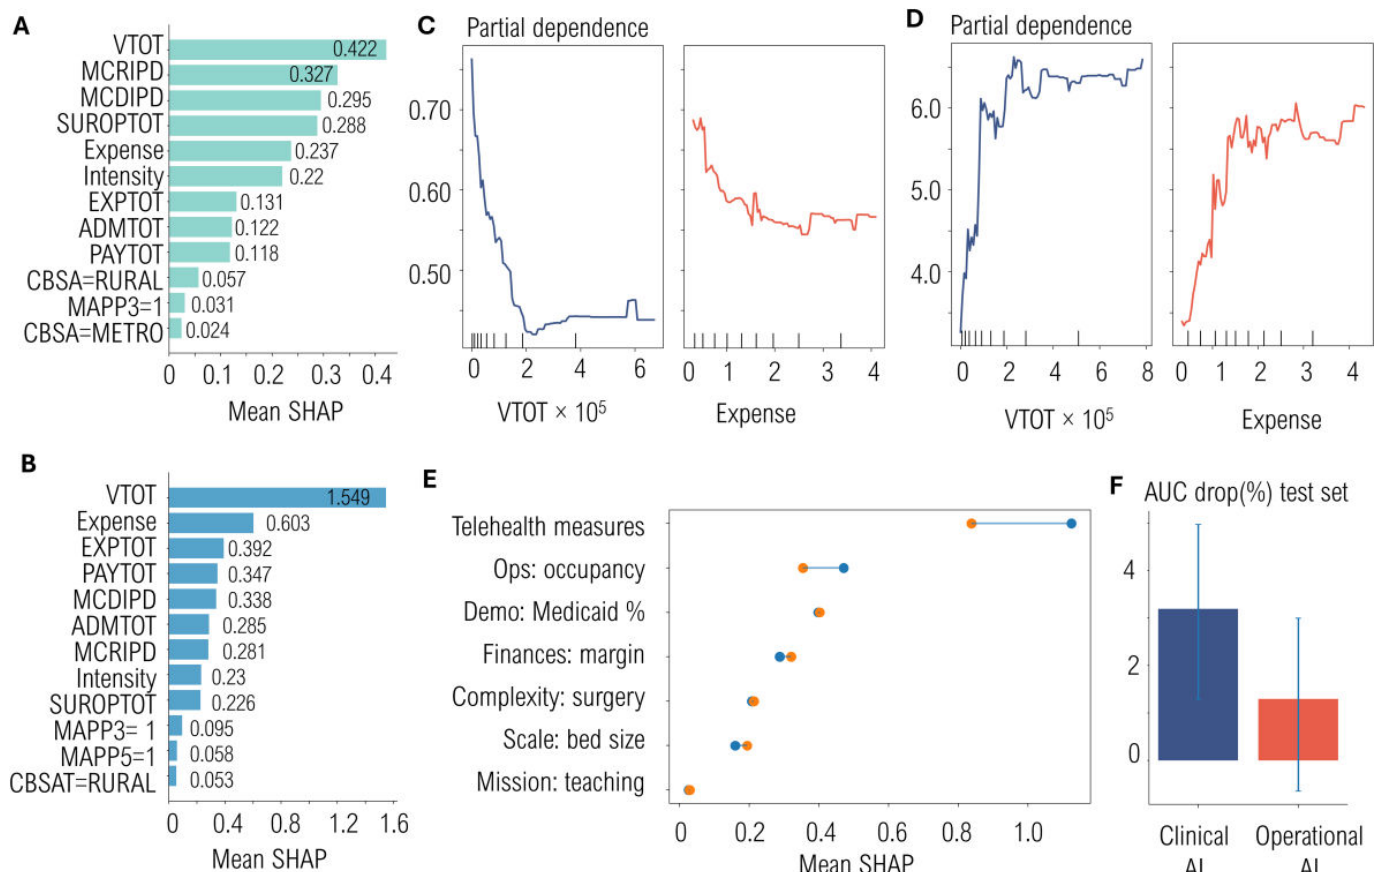 A
VTOT 0.422
MCRIPD 0.327
MCDIPD 0.295
SUROPTOT 0.288
Expense 0.237
Intensity 0.22
EXPTOT 0.131
ADMTOT 0.122
PAYTOT 0.118
CBSA=RURAL 0.057
MAPP3=1 0.031
CBSA=METRO 0.024
0 0.1 0.2 0.3 0.4
Mean SHAP
B
VTOT 1.549
Expense 0.603
EXPTOT 0.392
PAYTOT 0.347
MCDIPD 0.338
ADMTOT 0.285
MCRIPD 0.281
Intensity 0.23
SUROPTOT 0.226
MAPP3= 1 0.095
MAPP5=1 0.058
CBSAT=RURAL 0.053
0 0.4 0.8 1.2 1.6
Mean SHAP
C
Partial dependence
0.70
0.60
0.50
0 2 4 6
VTOT × 10⁵
0 1 2 3 4
Expense
D
Partial dependence
6.0
5.0
4.0
0 2 4 6 8
VTOT × 10⁵
0 1 2 3 4
Expense
E
Telehealth measures
Ops: occupancy
Demo: Medicaid %
Finances: margin
Complexity: surgery
Scale: bed size
Mission: teaching
0 0.2 0.4 0.6 0.8 1.0
Mean SHAP
F
AUC drop(%) test set
4
2
0
Clinical
AI
Operational
AI